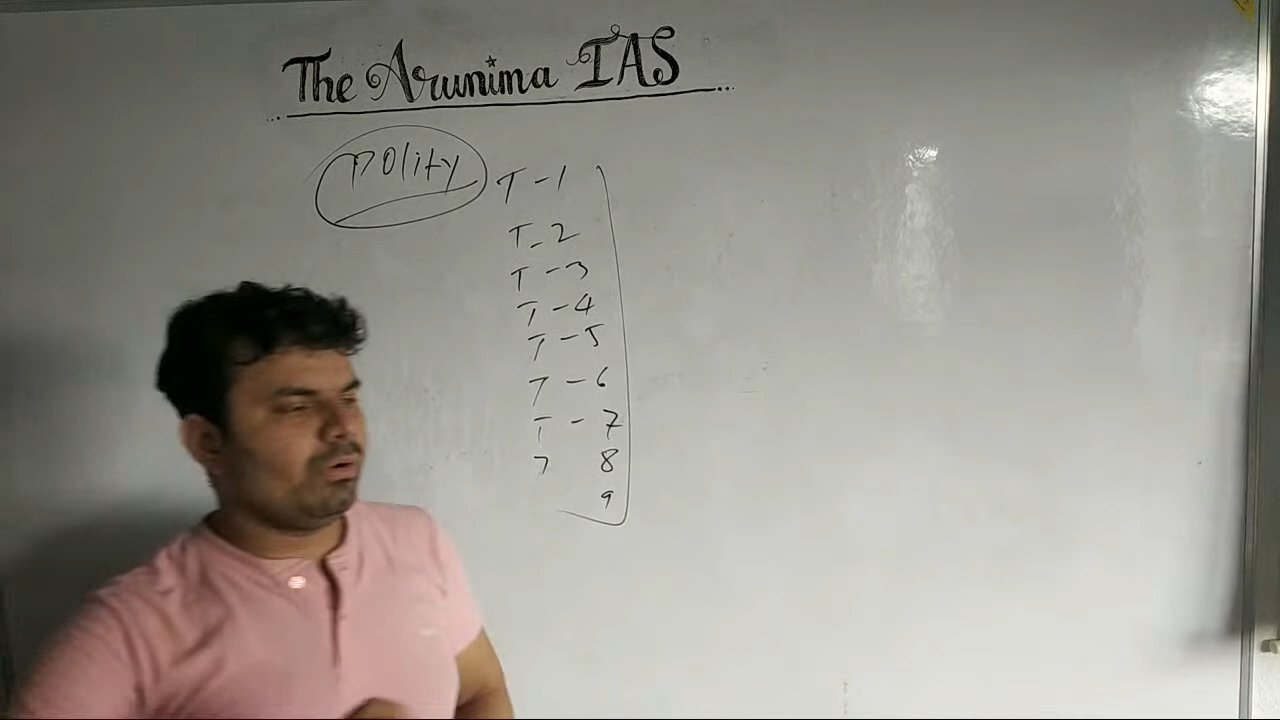 The Arunima IAS
Polity T-1
T-2
T-3
T-4
T-5
T-6
T-7
T 8
9